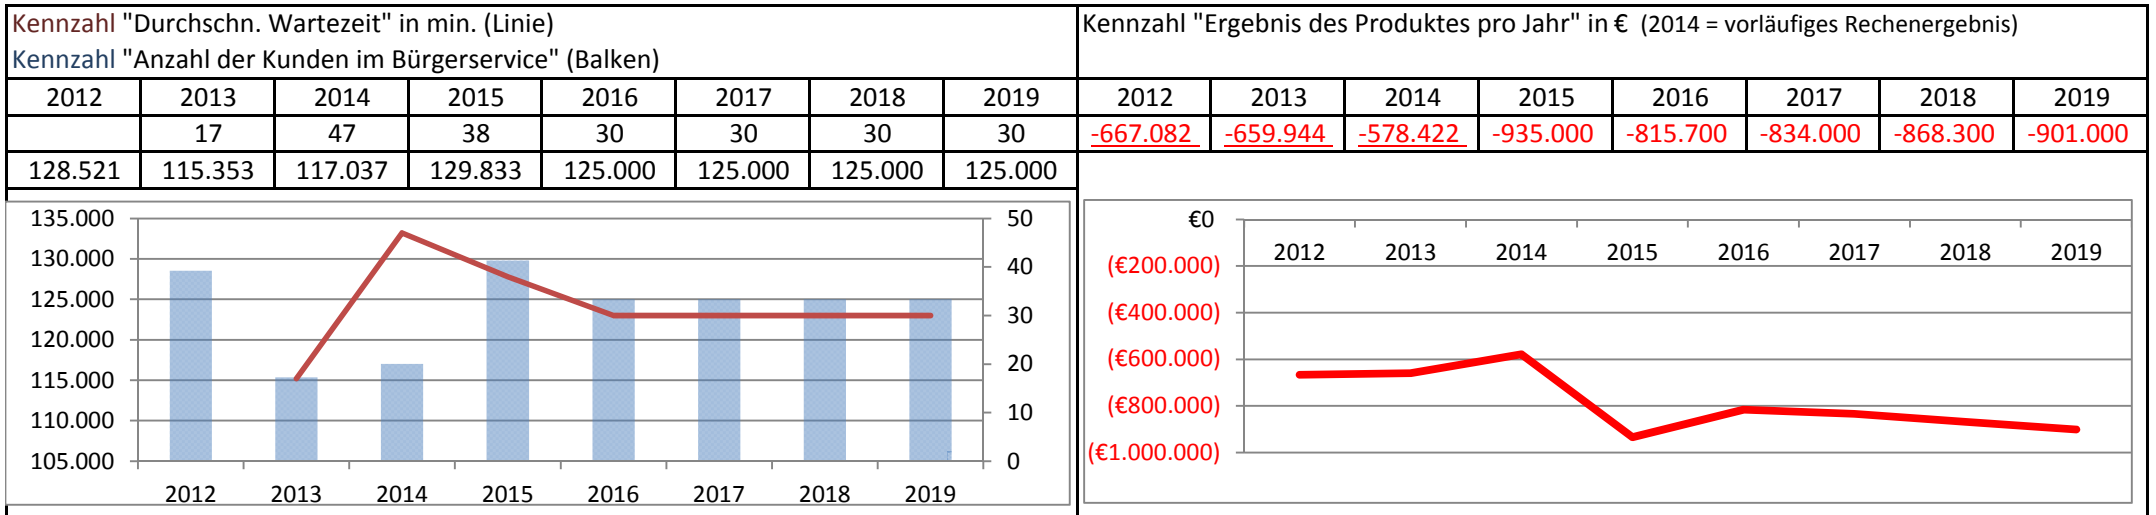 Kennzahl "Durchschn. Wartezeit" in min. (Linie)
Kennzahl "Anzahl der Kunden im Bürgerservice" (Balken)
2012 2013 2014 2015 2016 2017 2018 2019
17 47 38 30 30 30 30
128.521 115.353 117.037 129.833 125.000 125.000 125.000 125.000
135.000 50
130.000
40
125.000
30
120.000
20
115.000
10
110.000
105.000 0
2012 2013 2014 2015 2016 2017 2018 2019
Kennzahl "Ergebnis des Produktes pro Jahr" in € (2014 = vorläufiges Rechenergebnis)
2012 2013 2014 2015 2016 2017 2018 2019
-667.082 -659.944 -578.422 -935.000 -815.700 -834.000 -868.300 -901.000
€0
2012 2013 2014 2015 2016 2017 2018 2019
(€200.000)
(€400.000)
(€600.000)
(€800.000)
(€1.000.000)